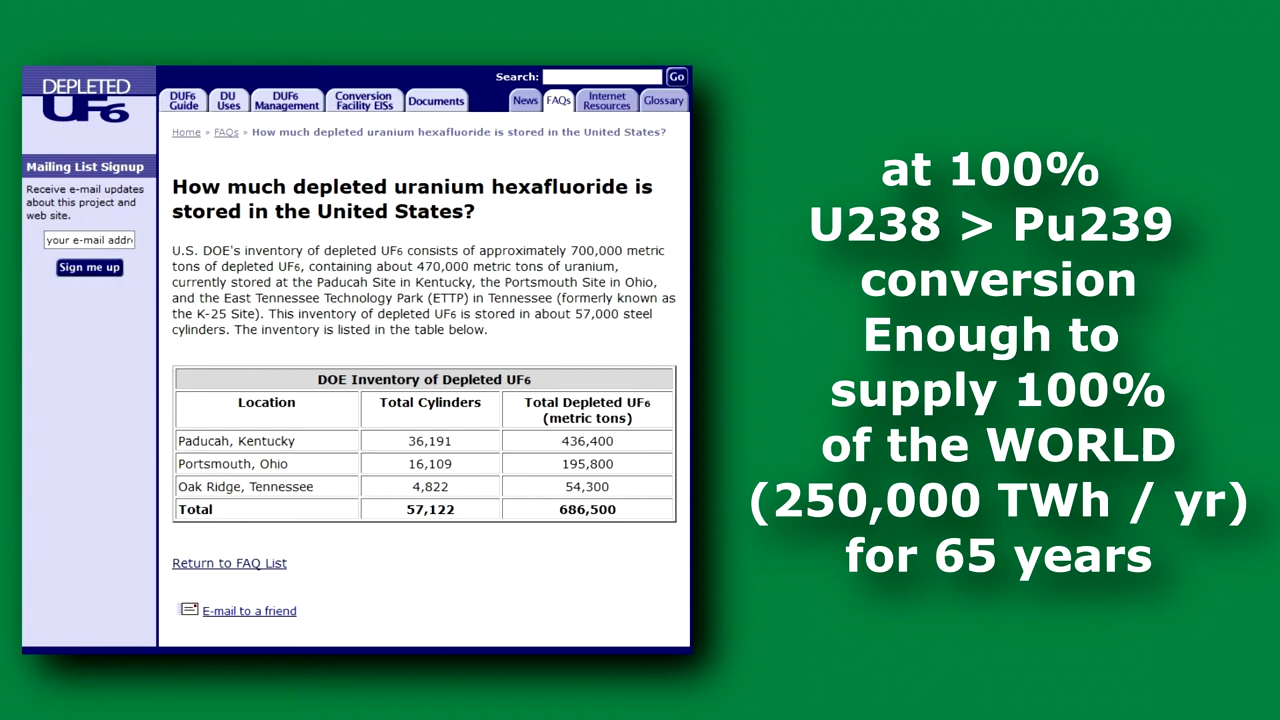 DEPLETED
UF6
Search:
Go
DUF6 Guide
DU Uses
DUF6 Management
Conversion Facility EISs
Documents
News
FAQs
Internet Resources
Glossary
Home » FAQs » How much depleted uranium hexafluoride is stored in the United States?
Mailing List Signup
Receive e-mail updates
about this project and
web site.
your e-mail addr
Sign me up
How much depleted uranium hexafluoride is
stored in the United States?
U.S. DOE's inventory of depleted UF6 consists of approximately 700,000 metric
tons of depleted UF6, containing about 470,000 metric tons of uranium,
currently stored at the Paducah Site in Kentucky, the Portsmouth Site in Ohio,
and the East Tennessee Technology Park (ETTP) in Tennessee (formerly known as
the K-25 Site). This inventory of depleted UF6 is stored in about 57,000 steel
cylinders. The inventory is listed in the table below.
DOE Inventory of Depleted UF6
Location Total Cylinders Total Depleted UF6
(metric tons)
Paducah, Kentucky 36,191 436,400
Portsmouth, Ohio 16,109 195,800
Oak Ridge, Tennessee 4,822 54,300
Total 57,122 686,500
Return to FAQ List
E-mail to a friend
at 100%
U238 > Pu239
conversion
Enough to
supply 100%
of the WORLD
(250,000 TWh / yr)
for 65 years